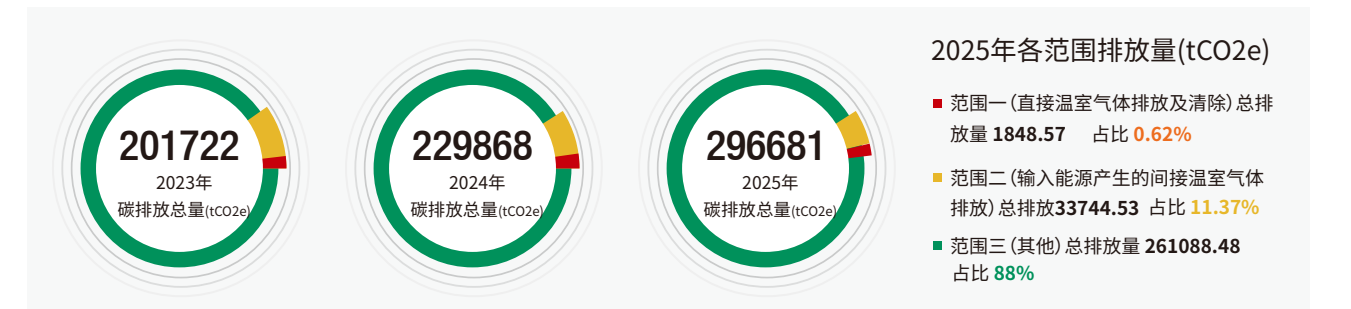 201722
2023年
碳排放总量(tCO2e)
229868
2024年
碳排放总量(tCO2e)
296681
2025年
碳排放总量(tCO2e)
2025年各范围排放量(tCO2e)
范围一（直接温室气体排放及清除）总排
放量 1848.57 占比 0.62%
范围二（输入能源产生的间接温室气体
排放）总排放33744.53 占比 11.37%
范围三（其他）总排放量 261088.48
占比 88%